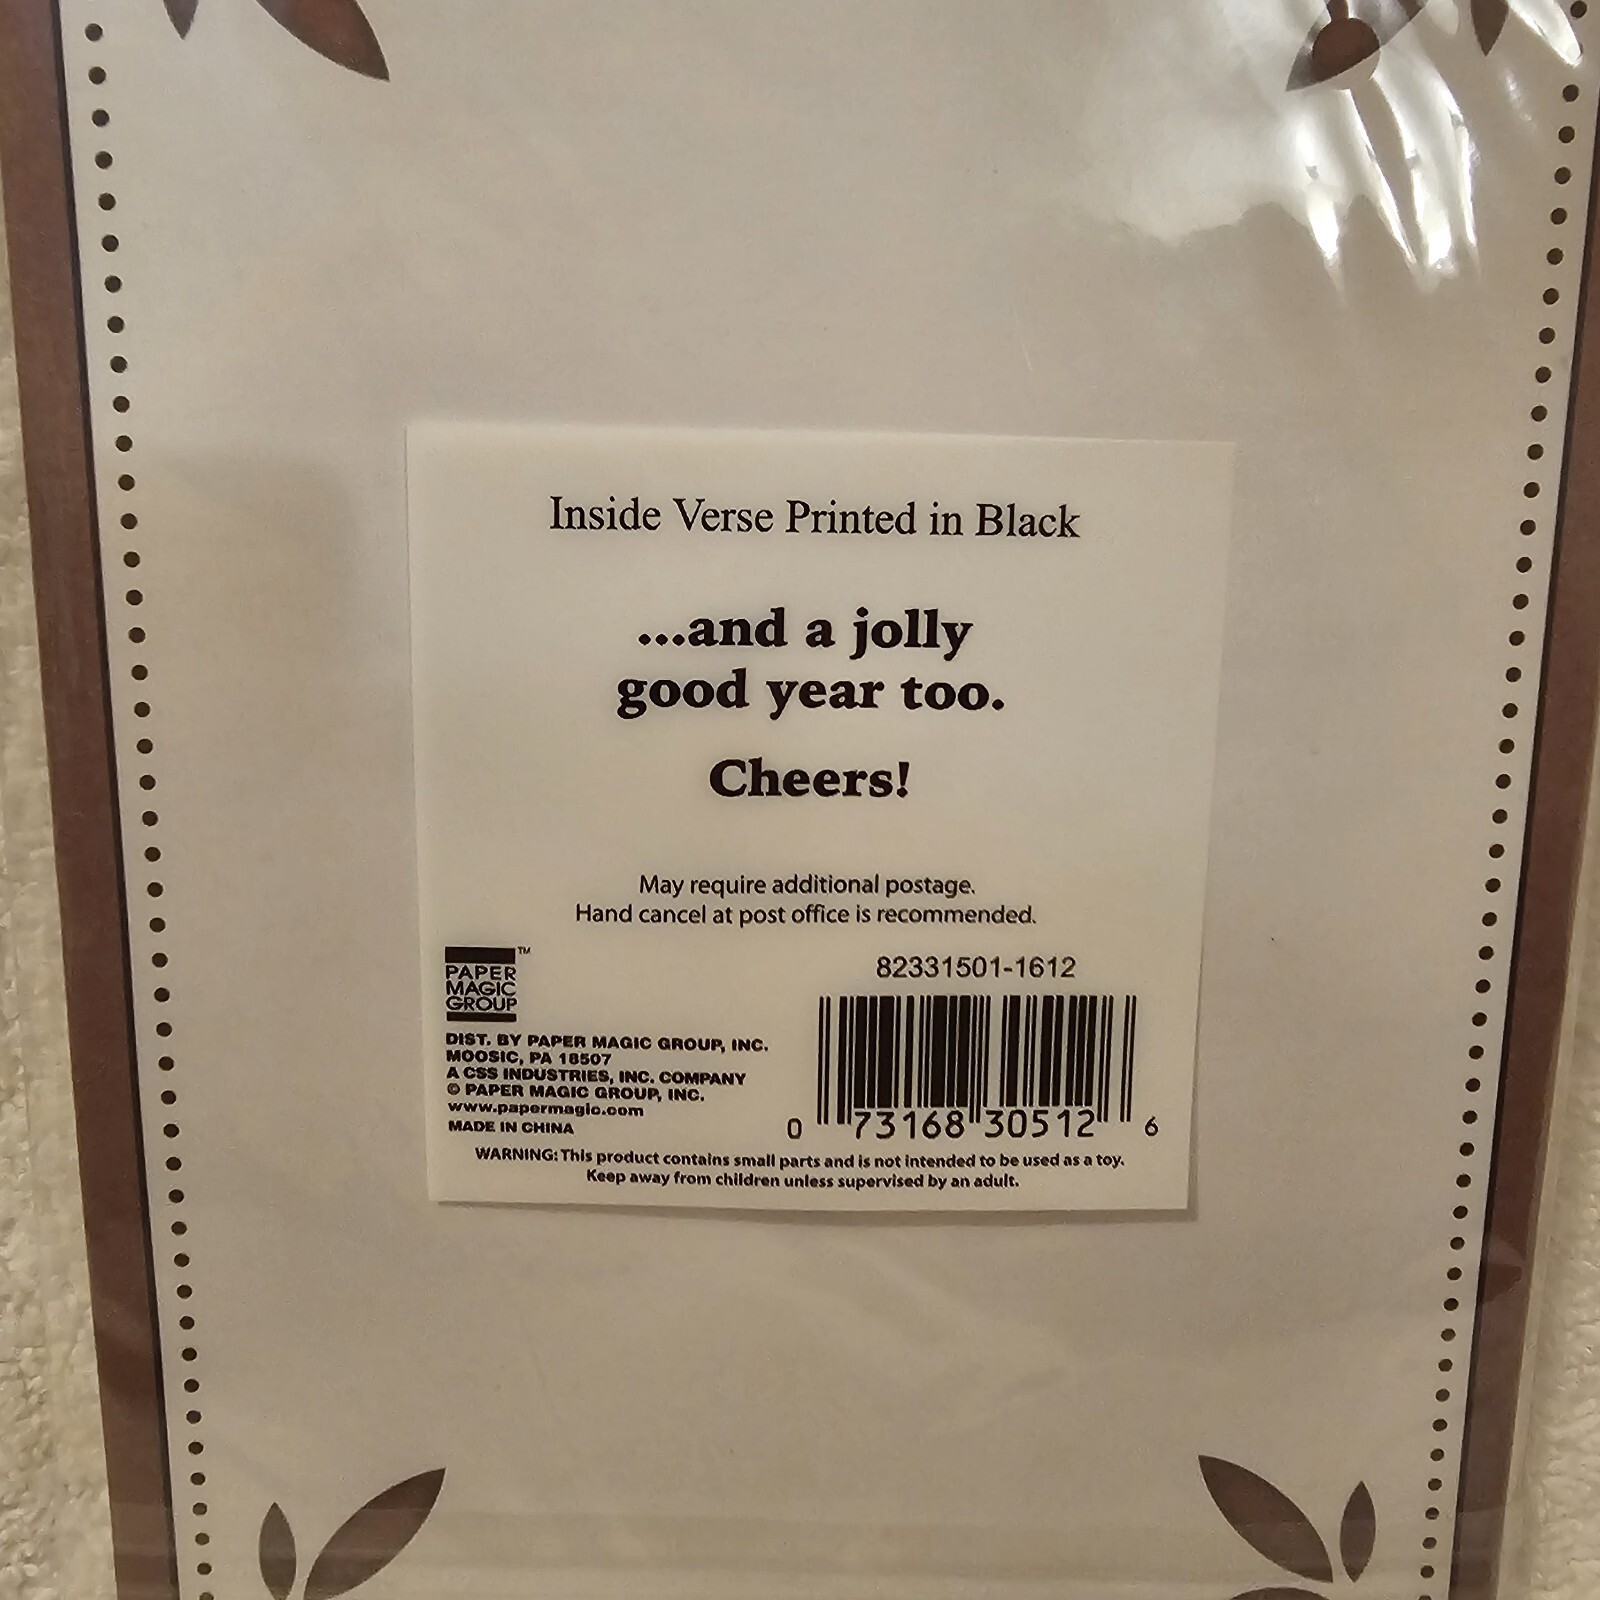 Inside Verse Printed in Black
...and a jolly
good year too.
Cheers!
May require additional postage.
Hand cancel at post office is recommended.
PAPER
MAGIC
GROUP™
DIST. BY PAPER MAGIC GROUP, INC.
MOOSIC, PA 18507
A CSS INDUSTRIES, INC. COMPANY
© PAPER MAGIC GROUP, INC.
www.papermagic.com
MADE IN CHINA
82331501-1612
0 73168 30512 6
WARNING: This product contains small parts and is not intended to be used as a toy.
Keep away from children unless supervised by an adult.